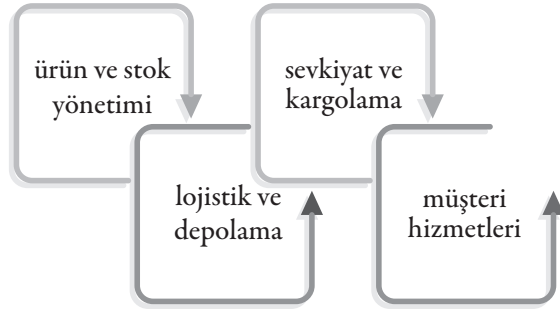 ürün ve stok
yönetimi
lojistik ve
depolama
sevkiyat ve
kargolama
müşteri
hizmetleri